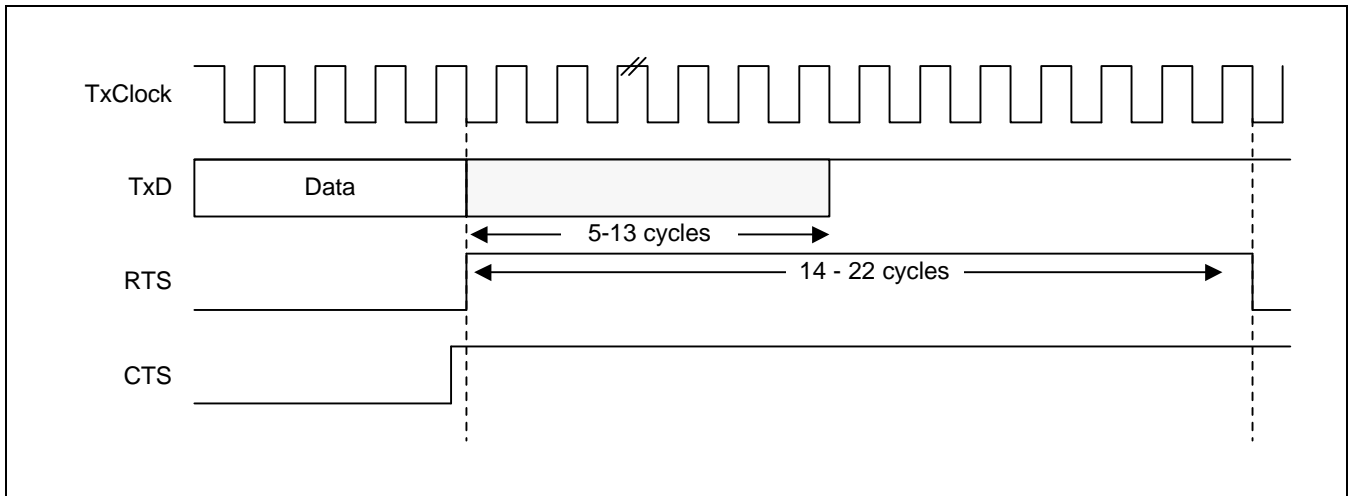 TxClock
TxD
Data
5-13 cycles
RTS
14 - 22 cycles
CTS